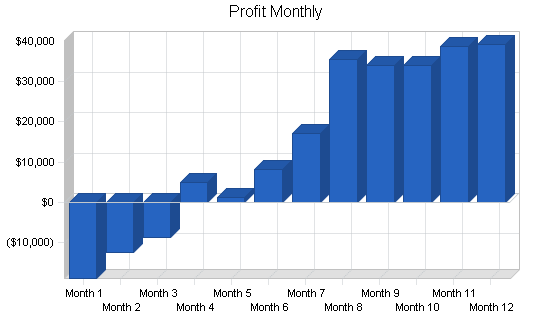 Profit Monthly
$40,000
$30,000
$20,000
$10,000
$0
($10,000)
Month 1 Month 3 Month 5 Month 7 Month 9 Month 11
Month 2 Month 4 Month 6 Month 8 Month 10 Month 12